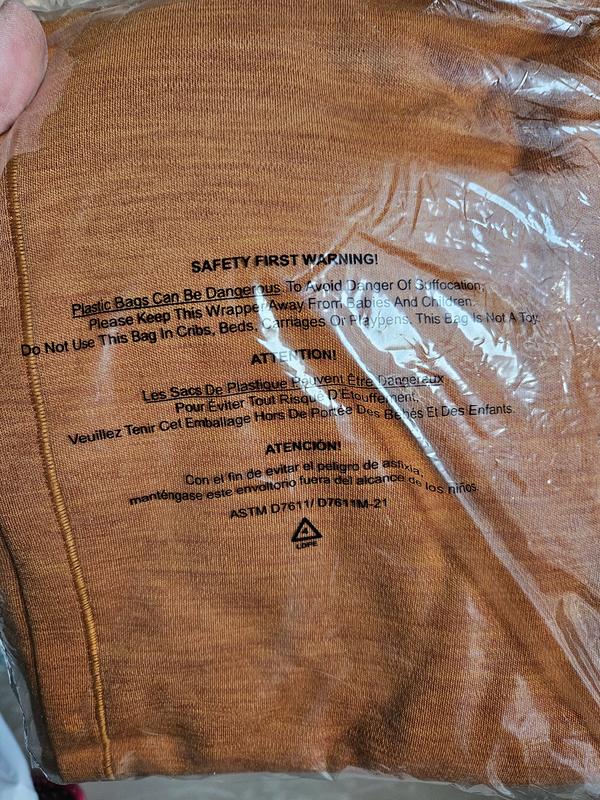 SAFETY FIRST WARNING!
Plastic Bags Can Be Dangerous To Avoid Danger Of Suffocation,
Please Keep This Wrapper Away From Babies And Children.
Do Not Use This Bag In Cribs, Beds, Carriages Or Playpens. This Bag Is Not A Toy.
ATTENTION!
Les Sacs De Plastique Peuvent Être Dangeraux
Pour Éviter Tout Risque D'Étouffement,
Veuillez Tenir Cet Emballage Hors De Portée Des Bébés Et Des Enfants.
ATENCIÓN!
Con el fin de evitar el peligro de asfixia,
manténgase este envoltorio fuera del alcance de los niños.
ASTM D7611/ D7611M-21
4
LDPE